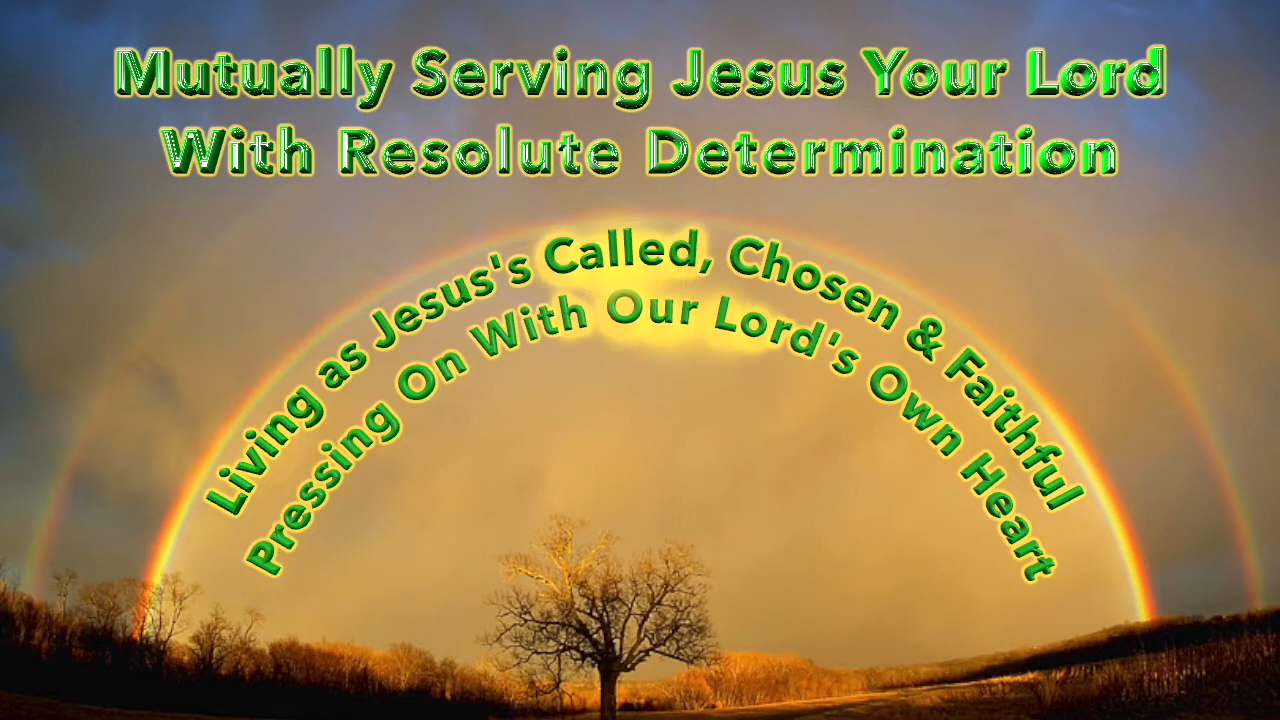 Mutually Serving Jesus Your Lord
With Resolute Determination
Living as Jesus's Called, Chosen & Faithful
Pressing On With Our Lord's Own Heart